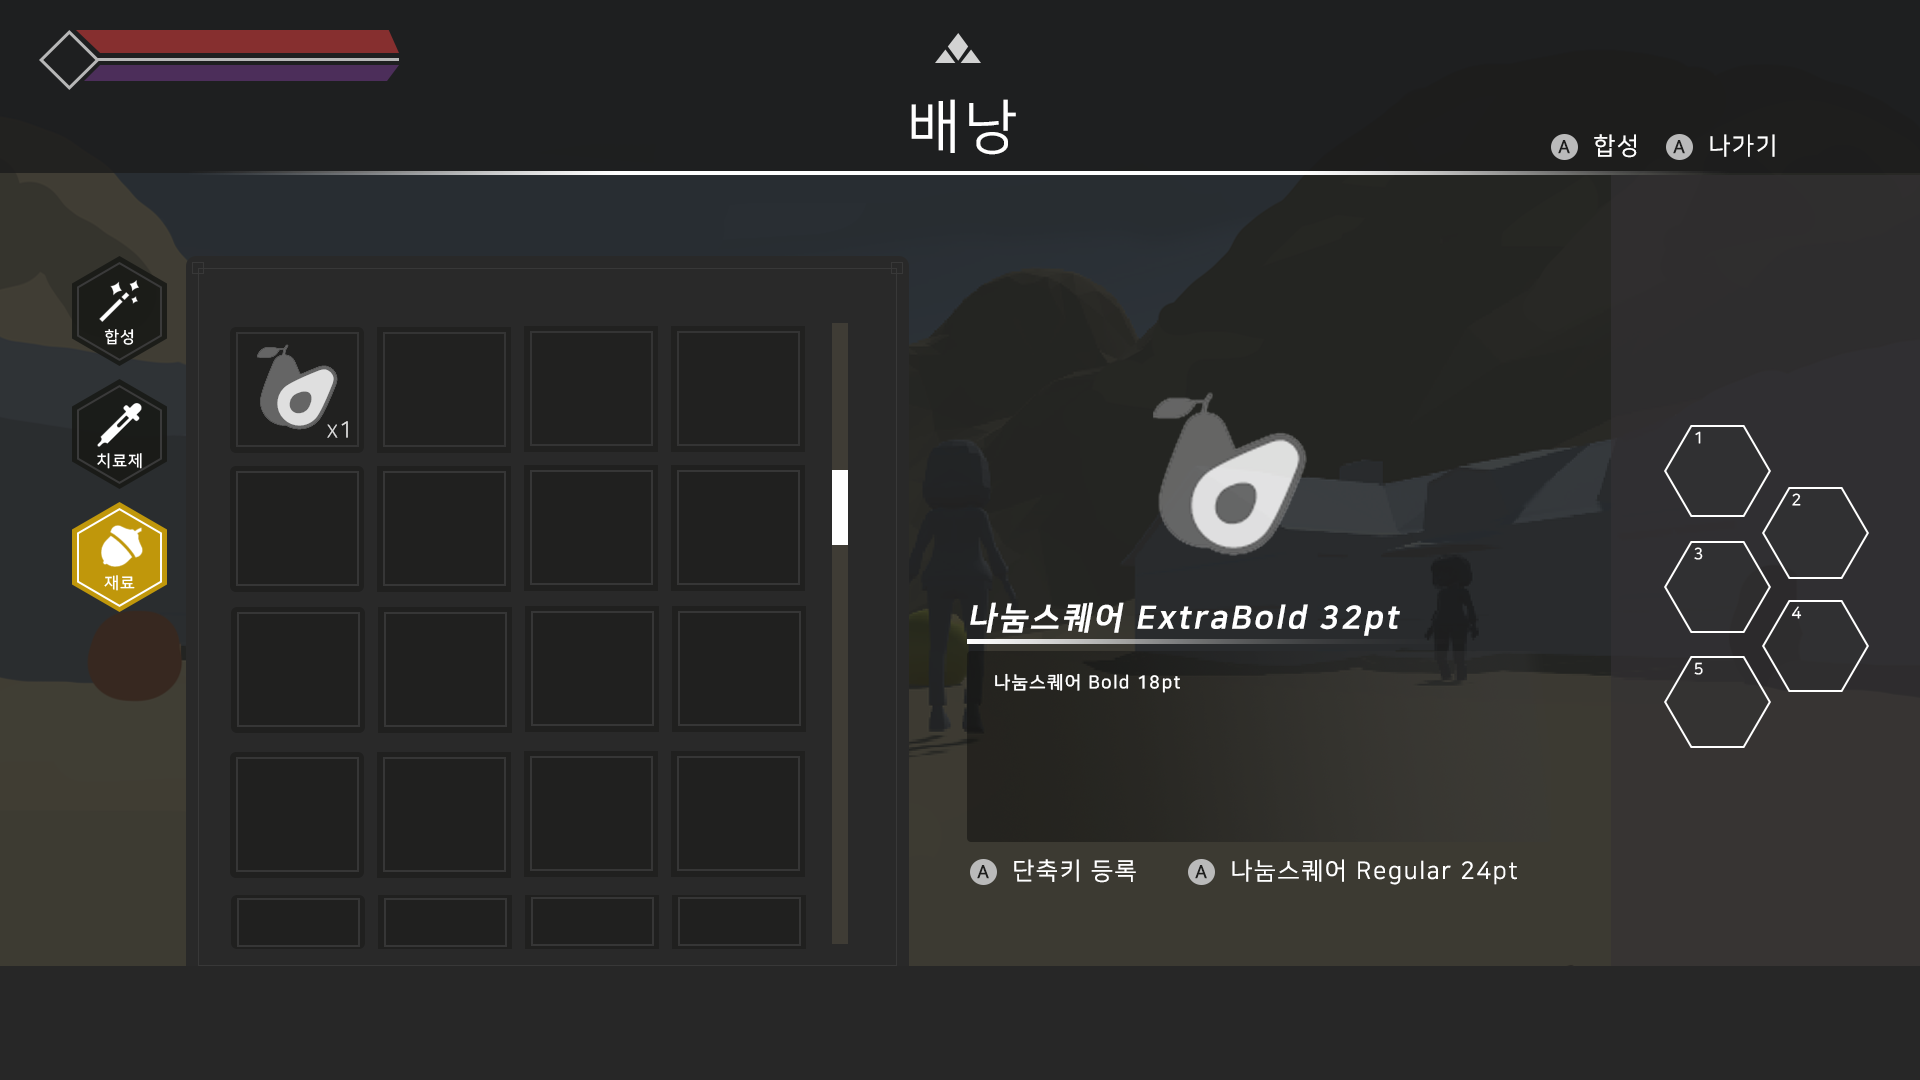 배낭
A 합성 A 나가기
합성
치료제
재료
x1
나눔스퀘어 ExtraBold 32pt
나눔스퀘어 Bold 18pt
A 단축키 등록 A 나눔스퀘어 Regular 24pt
1
2
3
4
5